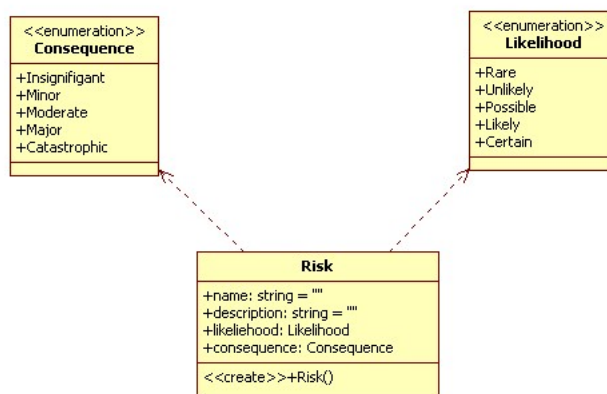 <<enumeration>>
Consequence
+Insignifigant
+Minor
+Moderate
+Major
+Catastrophic
<<enumeration>>
Likelihood
+Rare
+Unlikely
+Possible
+Likely
+Certain
Risk
+name: string = ""
+description: string = ""
+likeliehood: Likelihood
+consequence: Consequence
<<create>>+Risk()